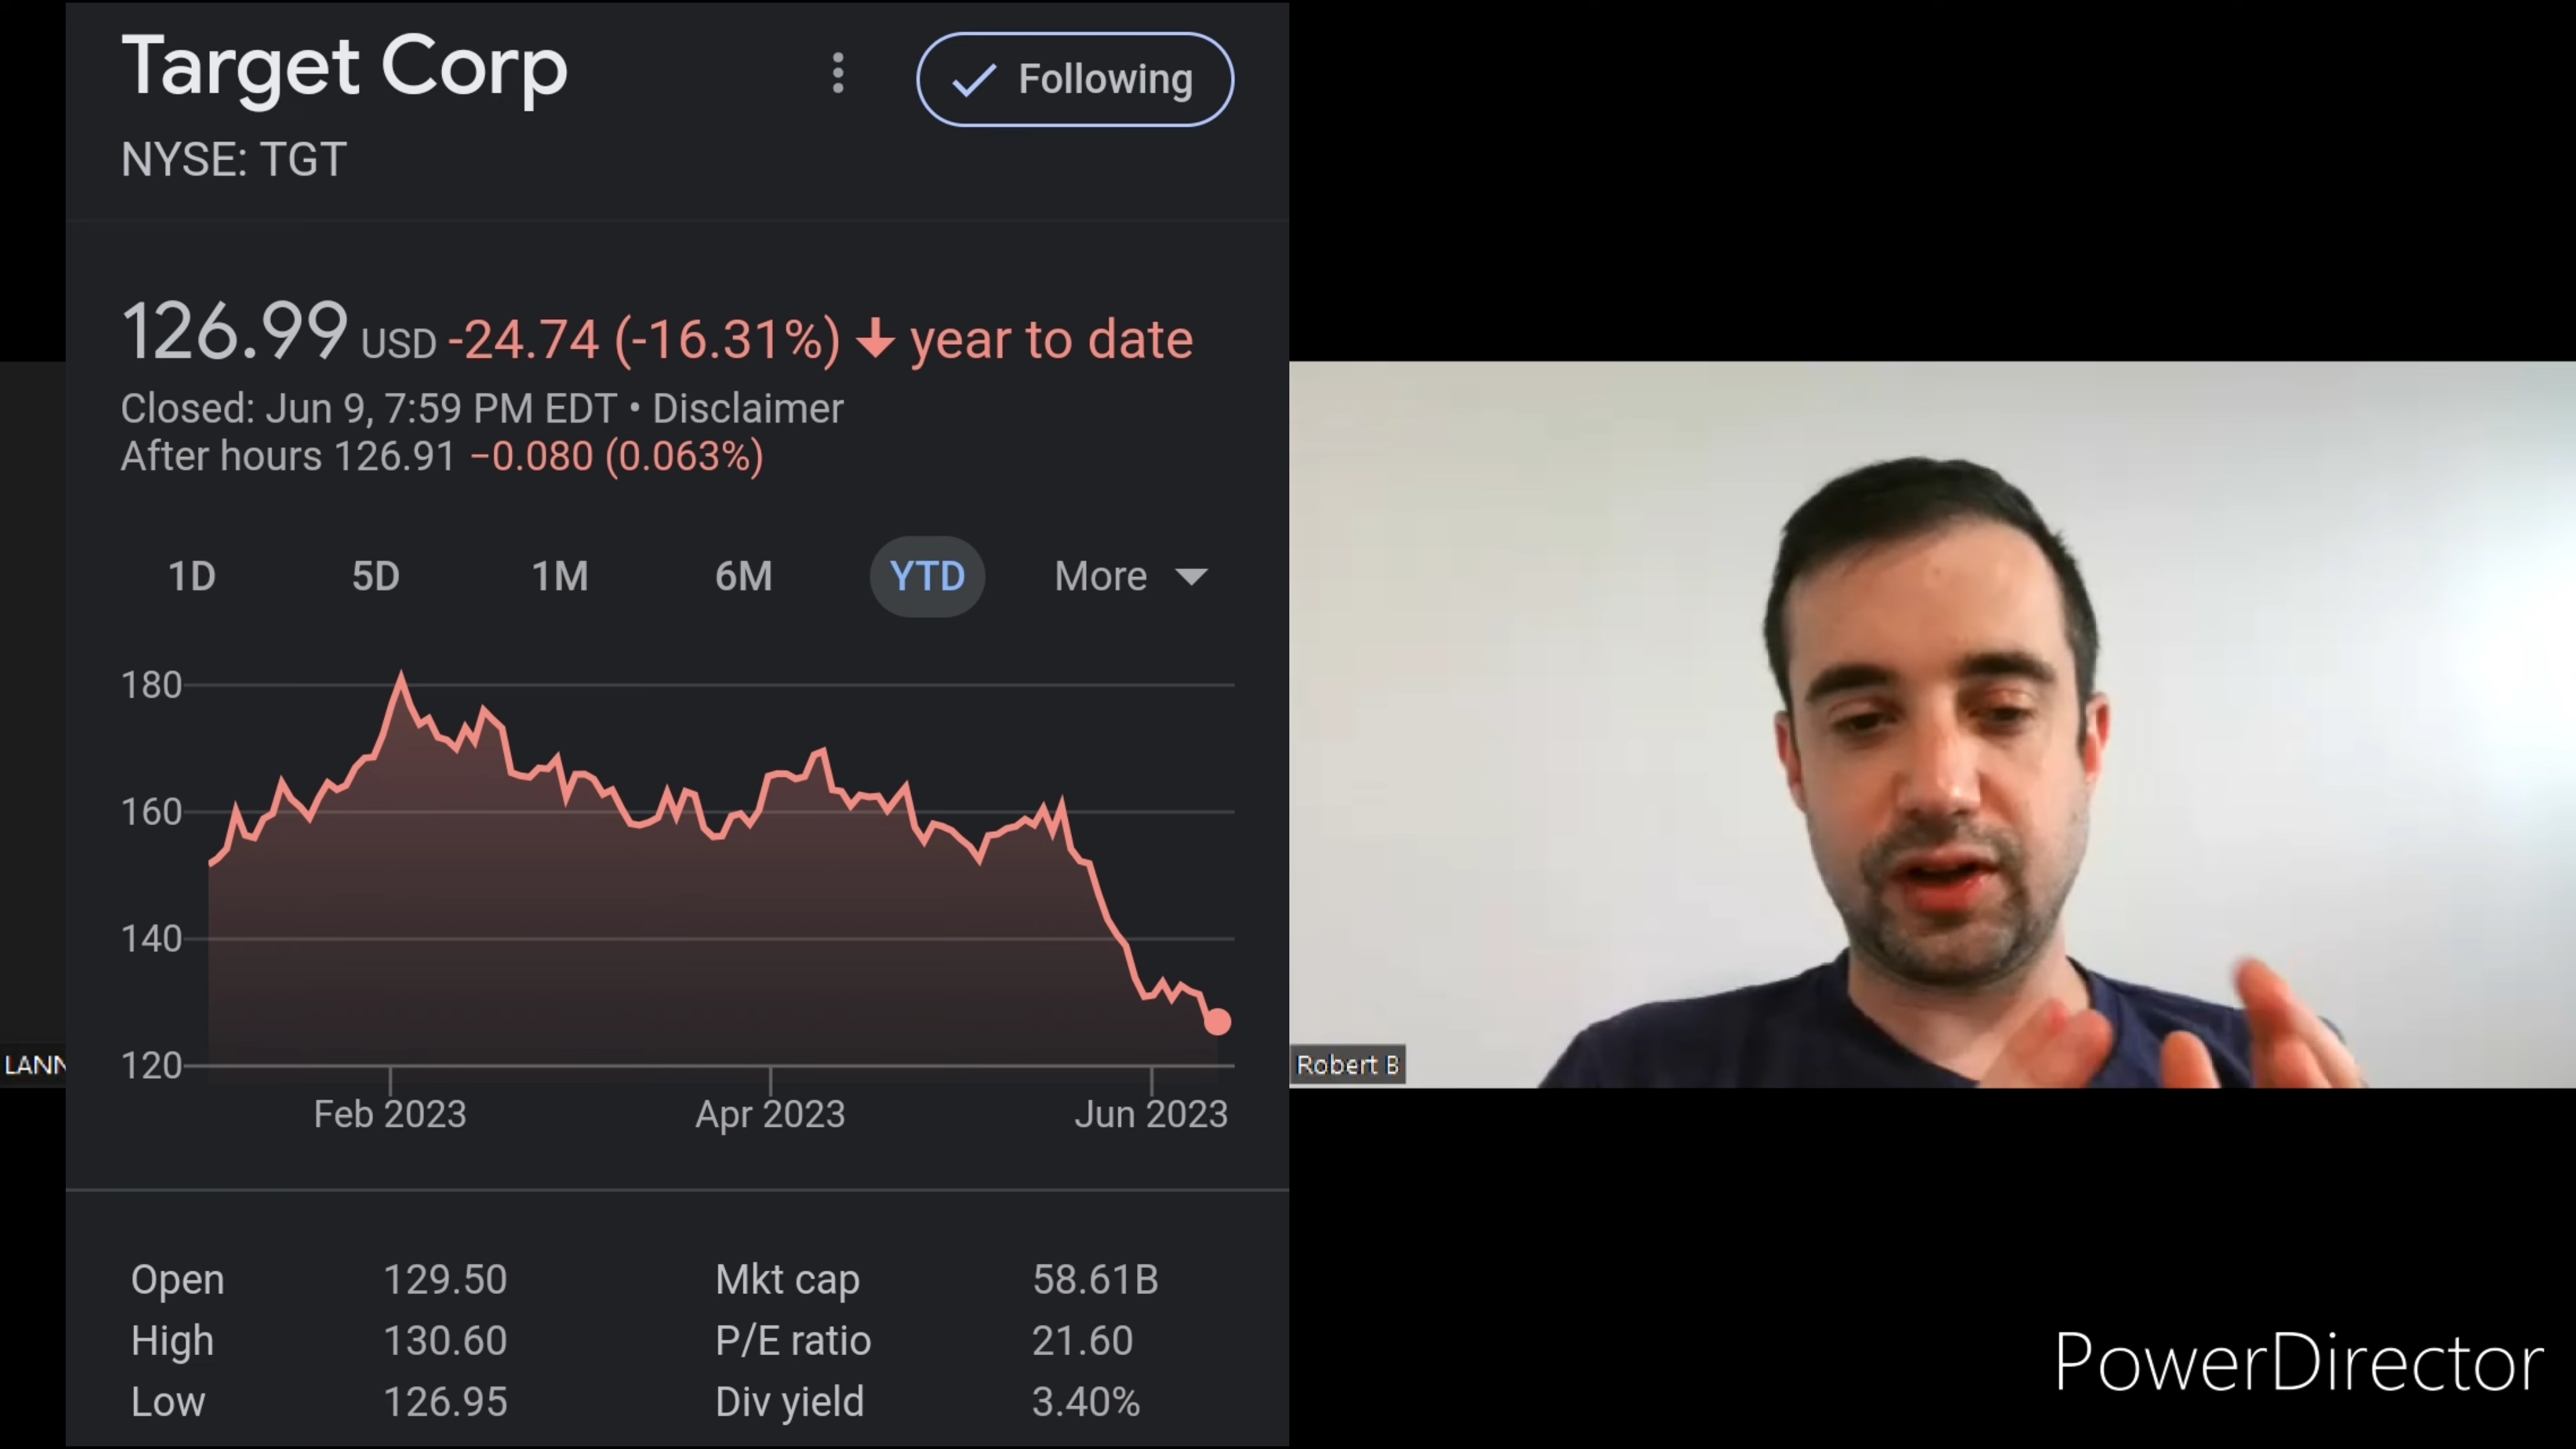 Target Corp
Following
NYSE: TGT
126.99 USD -24.74 (-16.31%) ↓ year to date
Closed: Jun 9, 7:59 PM EDT • Disclaimer
After hours 126.91 −0.080 (0.063%)
1D 5D 1M 6M YTD More
180
160
140
120
Feb 2023 Apr 2023 Jun 2023
LANN
Robert B
Open 129.50 Mkt cap 58.61B
High 130.60 P/E ratio 21.60
Low 126.95 Div yield 3.40%
PowerDirector